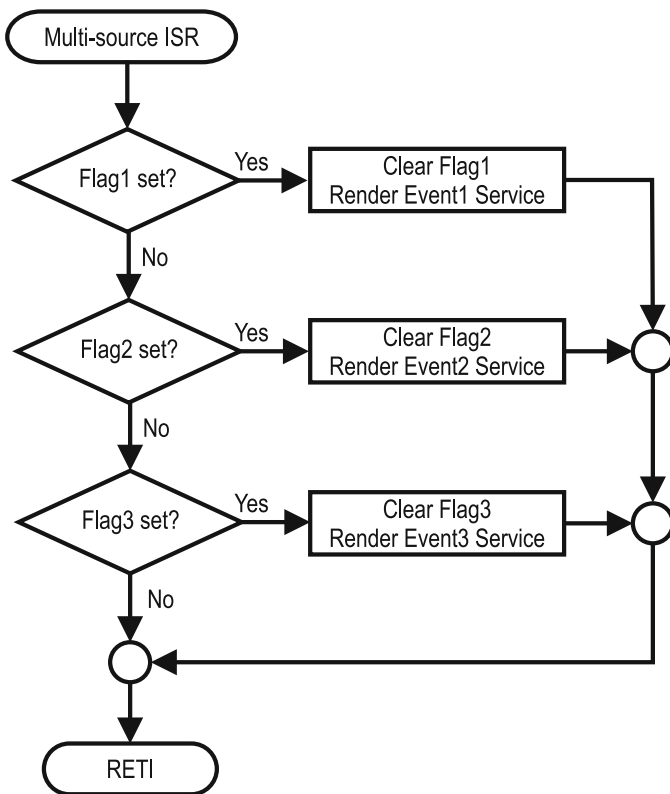 Multi-source ISR
Flag1 set?
Yes
Clear Flag1
Render Event1 Service
No
Flag2 set?
Yes
Clear Flag2
Render Event2 Service
No
Flag3 set?
Yes
Clear Flag3
Render Event3 Service
No
RETI